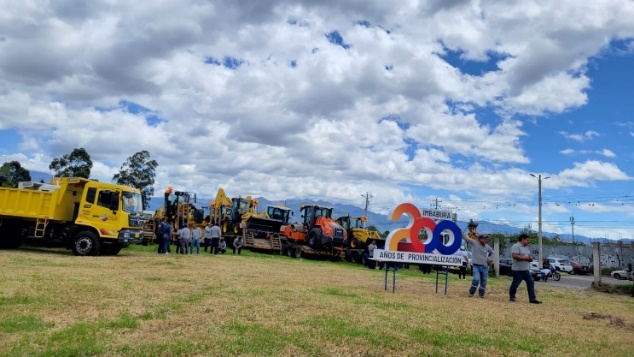 IMBABURA
200
AÑOS DE PROVINCIALIZACIÓN